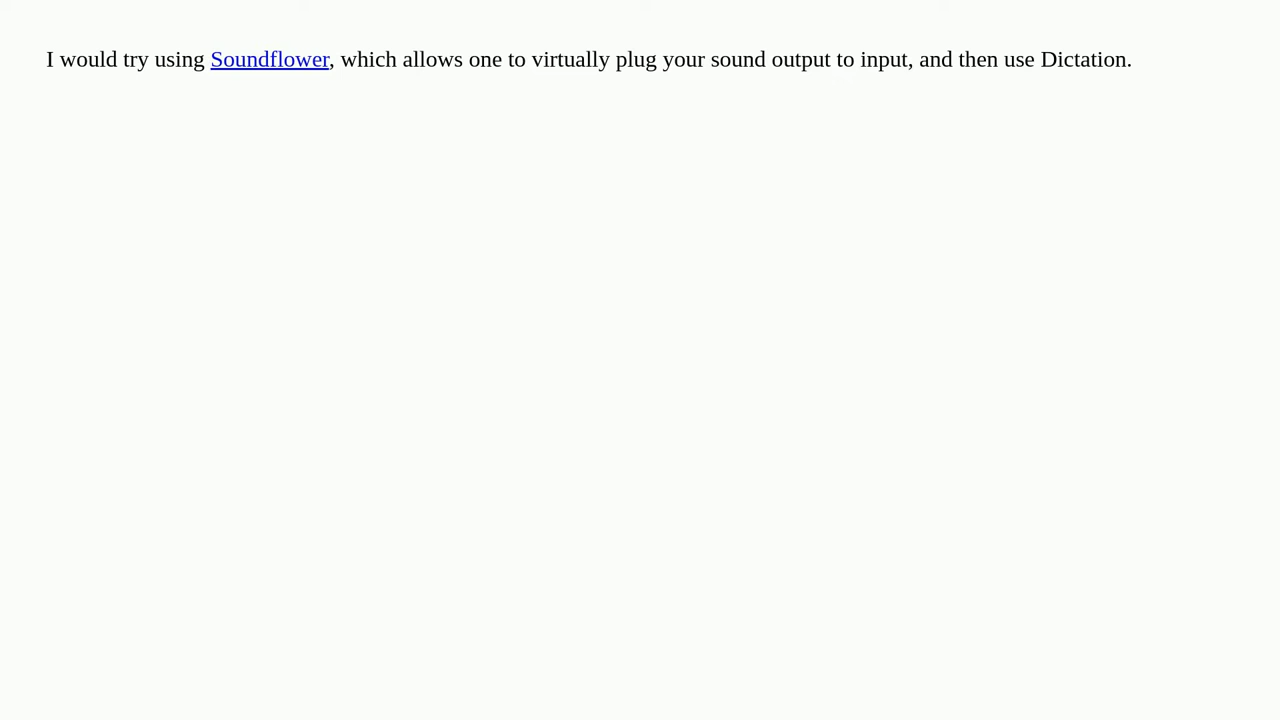 I would try using Soundflower, which allows one to virtually plug your sound output to input, and then use Dictation.